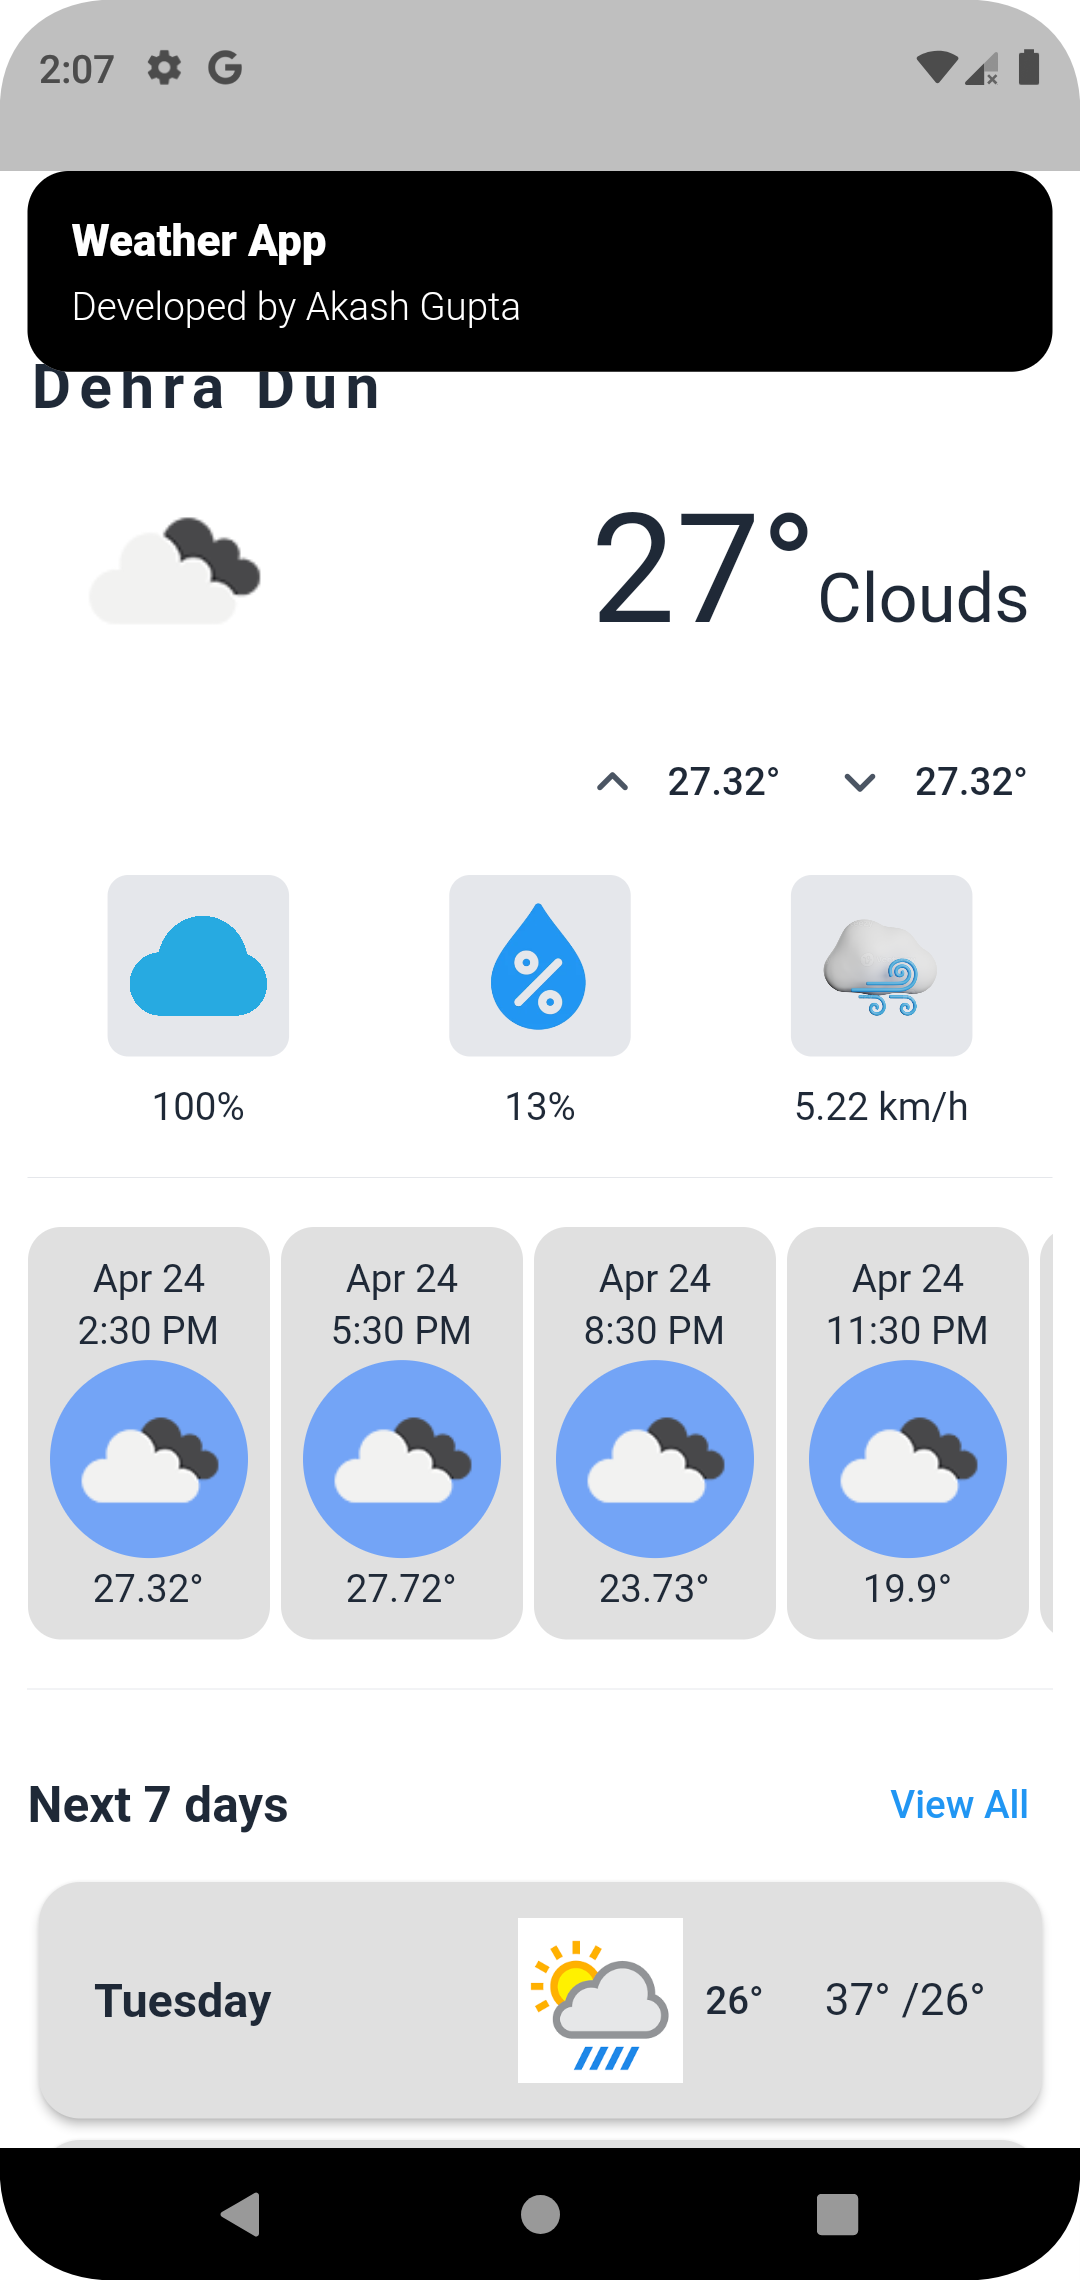 2:07
Weather App
Developed by Akash Gupta
Dehra Dun
27° Clouds
27.32° 27.32°
100% 13% 5.22 km/h
Apr 24 Apr 24 Apr 24 Apr 24
2:30 PM 5:30 PM 8:30 PM 11:30 PM
27.32° 27.72° 23.73° 19.9°
Next 7 days View All
Tuesday 26° 37° /26°